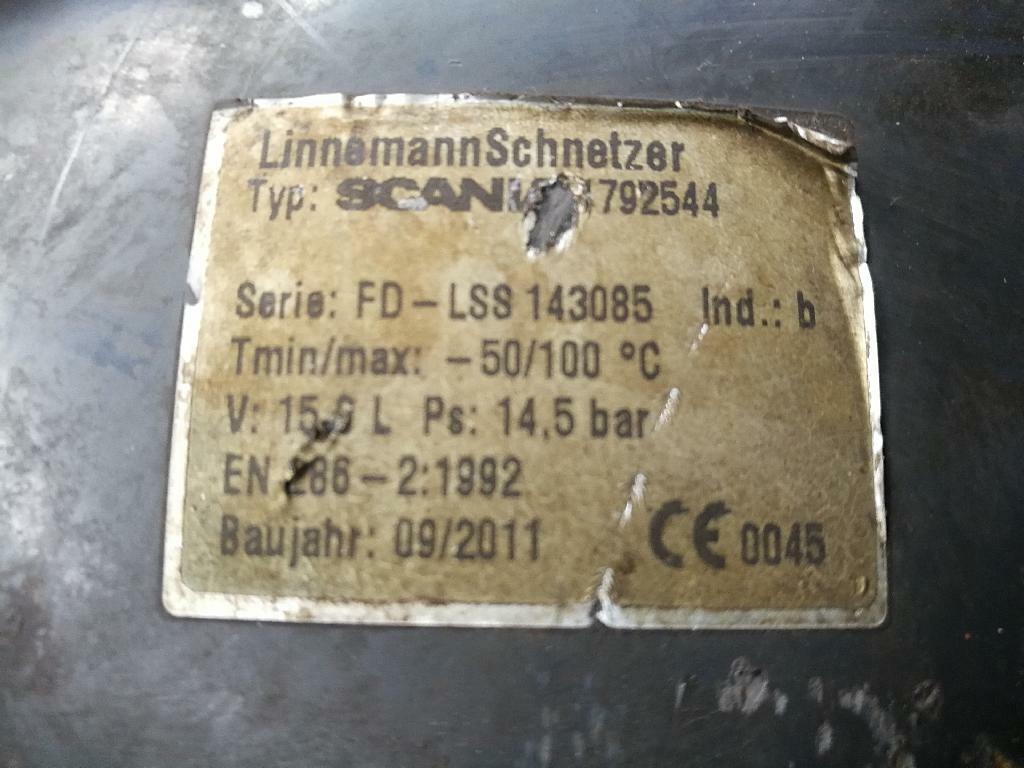 LinnemannSchnetzer
Typ: SCANIA 1792544
Serie: FD-LSS 143085 Ind.: b
Tmin/max: -50/100 °C
V: L Ps: 14,5 bar
EN 286-2:1992
Baujahr: 09/2011 CE 0045